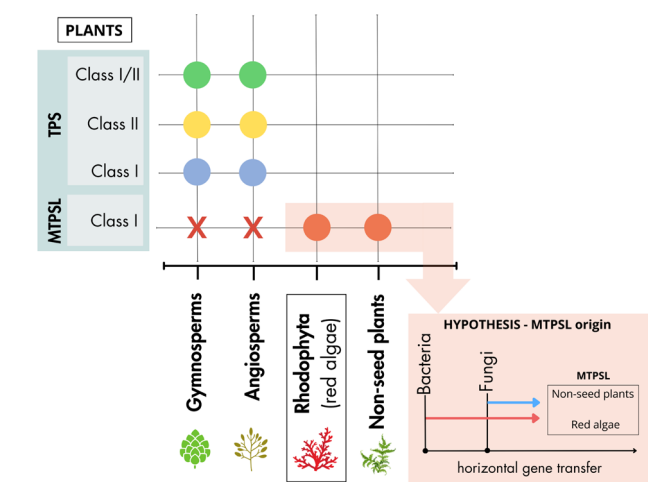 PLANTS
TPS
Class I/II
Class II
Class I
MTPSL
Class I
X
X
Gymnosperms
Angiosperms
Rhodophyta
(red algae)
Non-seed plants
HYPOTHESIS - MTPSL origin
Bacteria
Fungi
MTPSL
Non-seed plants
Red algae
horizontal gene transfer